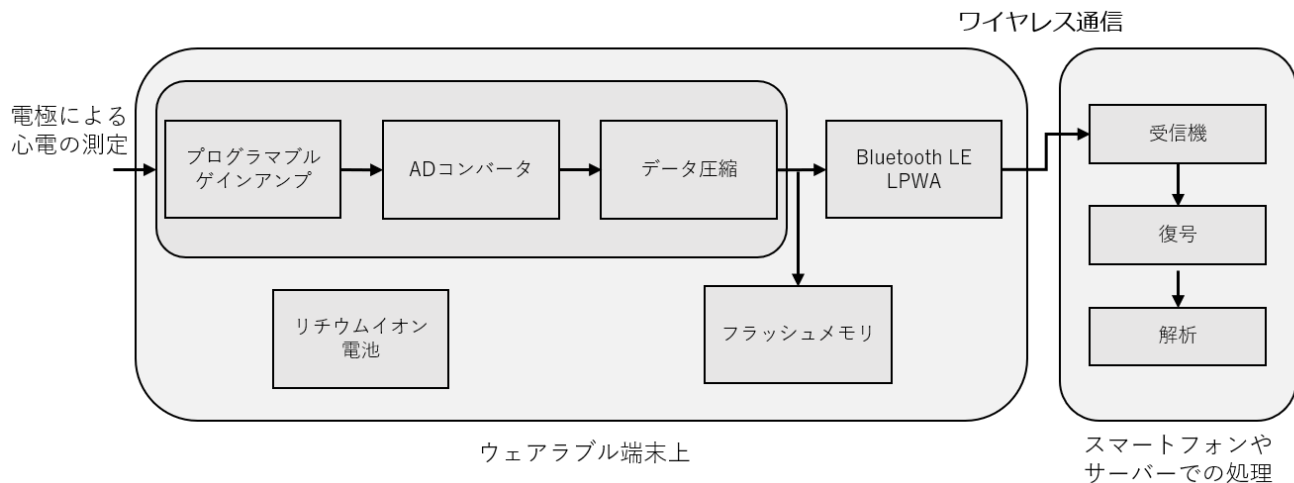 ワイヤレス通信
電極による
心電の測定
プログラマブル
ゲインアンプ
ADコンバータ
データ圧縮
Bluetooth LE
LPWA
受信機
復号
解析
リチウムイオン
電池
フラッシュメモリ
ウェアラブル端末上
スマートフォンや
サーバーでの処理